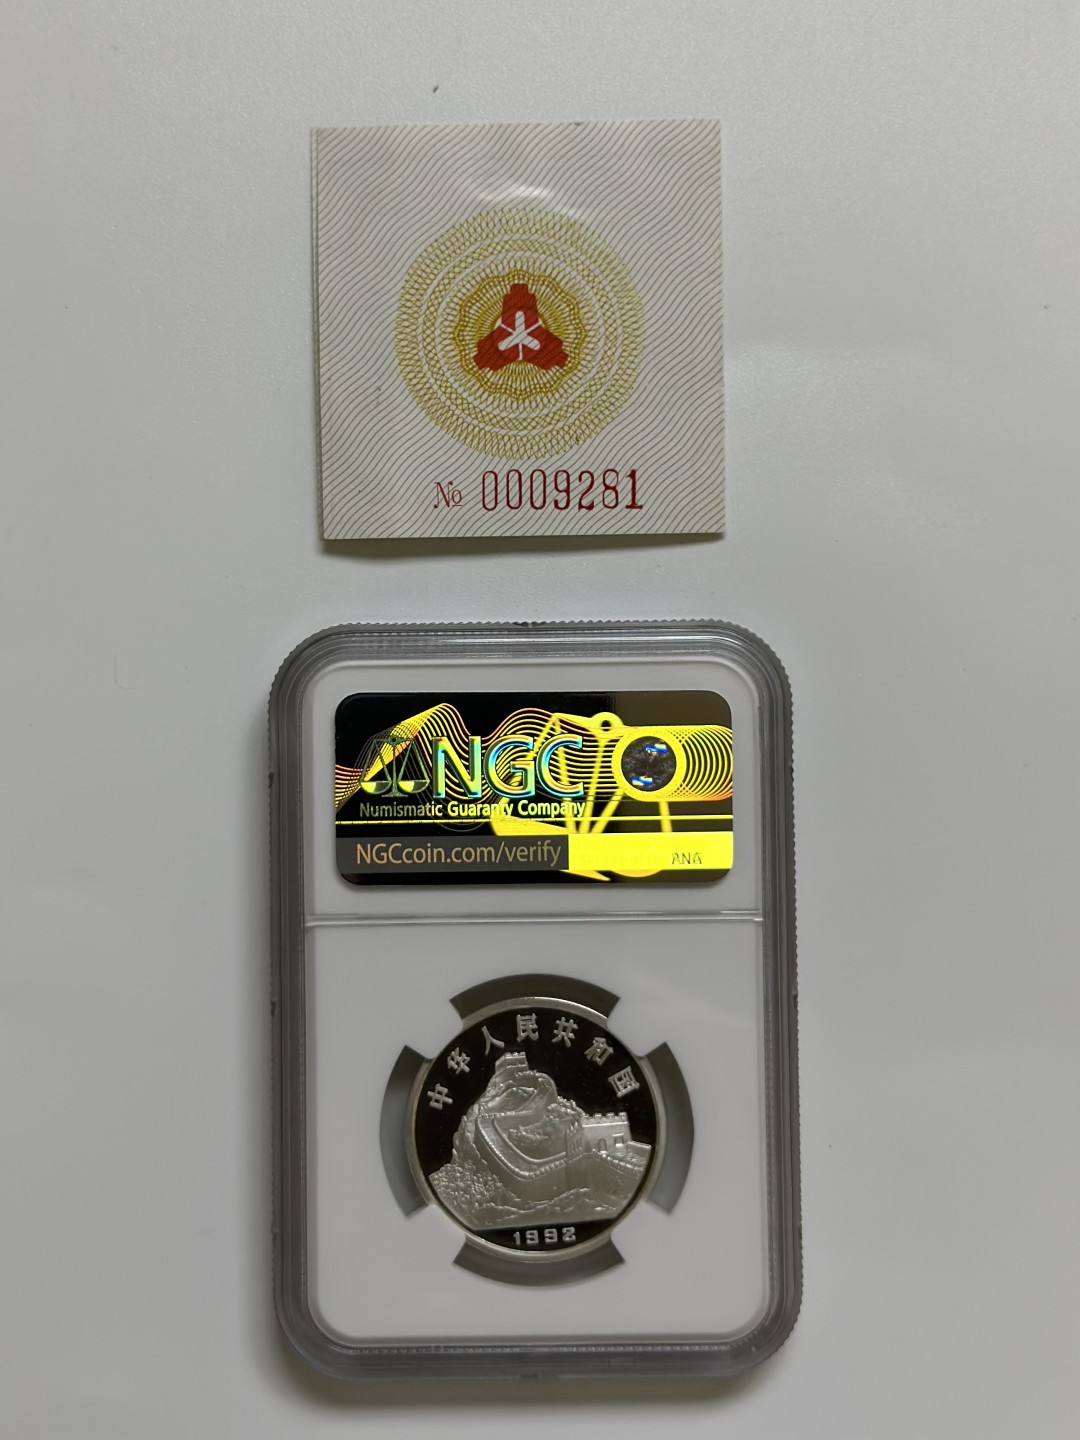 № 0009281
NGC
Numismatic Guaranty Company
NGCcoin.com/verify
ANA
中华人民共和国
1992